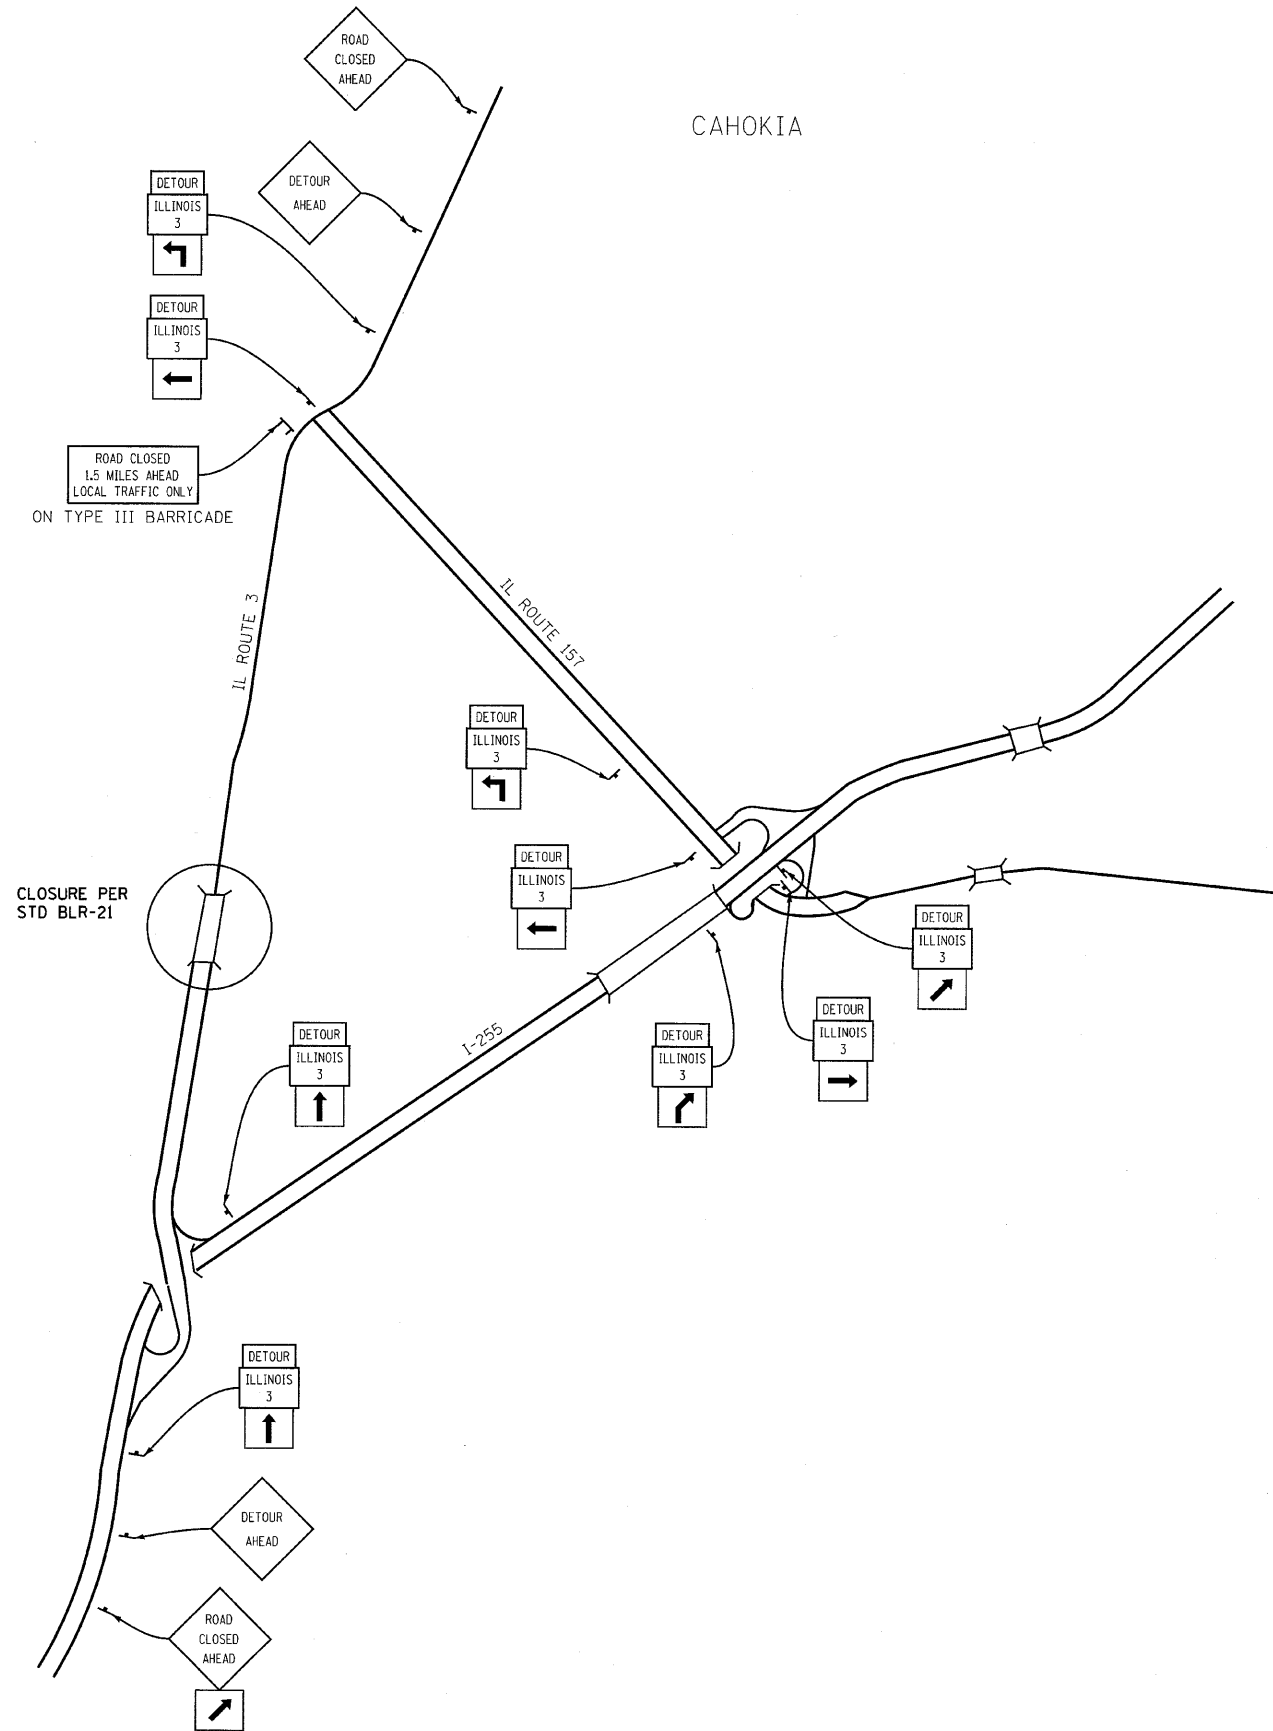 ROAD
CLOSED
AHEAD
CAHOKIA
DETOUR
AHEAD
DETOUR
ILLINOIS
3
DETOUR
ILLINOIS
3
ROAD CLOSED
1.5 MILES AHEAD
LOCAL TRAFFIC ONLY
ON TYPE III BARRICADE
IL ROUTE 3
IL ROUTE 157
DETOUR
ILLINOIS
3
DETOUR
ILLINOIS
3
CLOSURE PER
STD BLR-21
DETOUR
ILLINOIS
3
DETOUR
ILLINOIS
3
I-255
DETOUR
ILLINOIS
3
DETOUR
ILLINOIS
3
DETOUR
ILLINOIS
3
DETOUR
AHEAD
ROAD
CLOSED
AHEAD